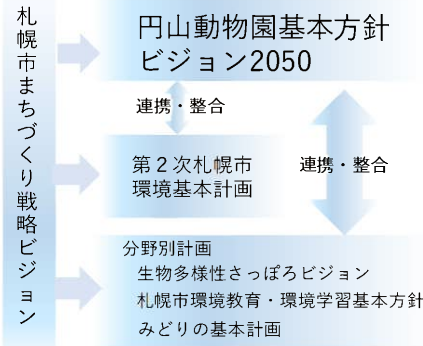 札幌市まちづくり戦略ビジョン
円山動物園基本方針
ビジョン2050
連携・整合
第２次札幌市
環境基本計画
連携・整合
分野別計画
生物多様性さっぽろビジョン
札幌市環境教育・環境学習基本方針
みどりの基本計画